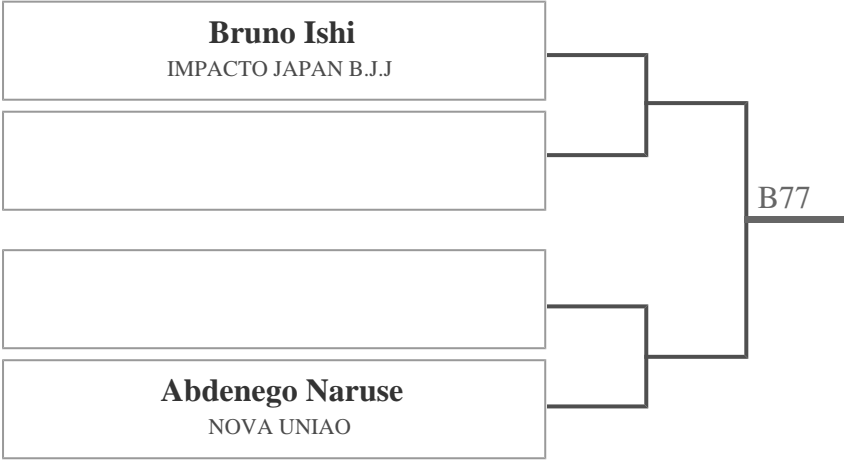 Bruno Ishi
IMPACTO JAPAN B.J.J
B77
Abdenego Naruse
NOVA UNIAO